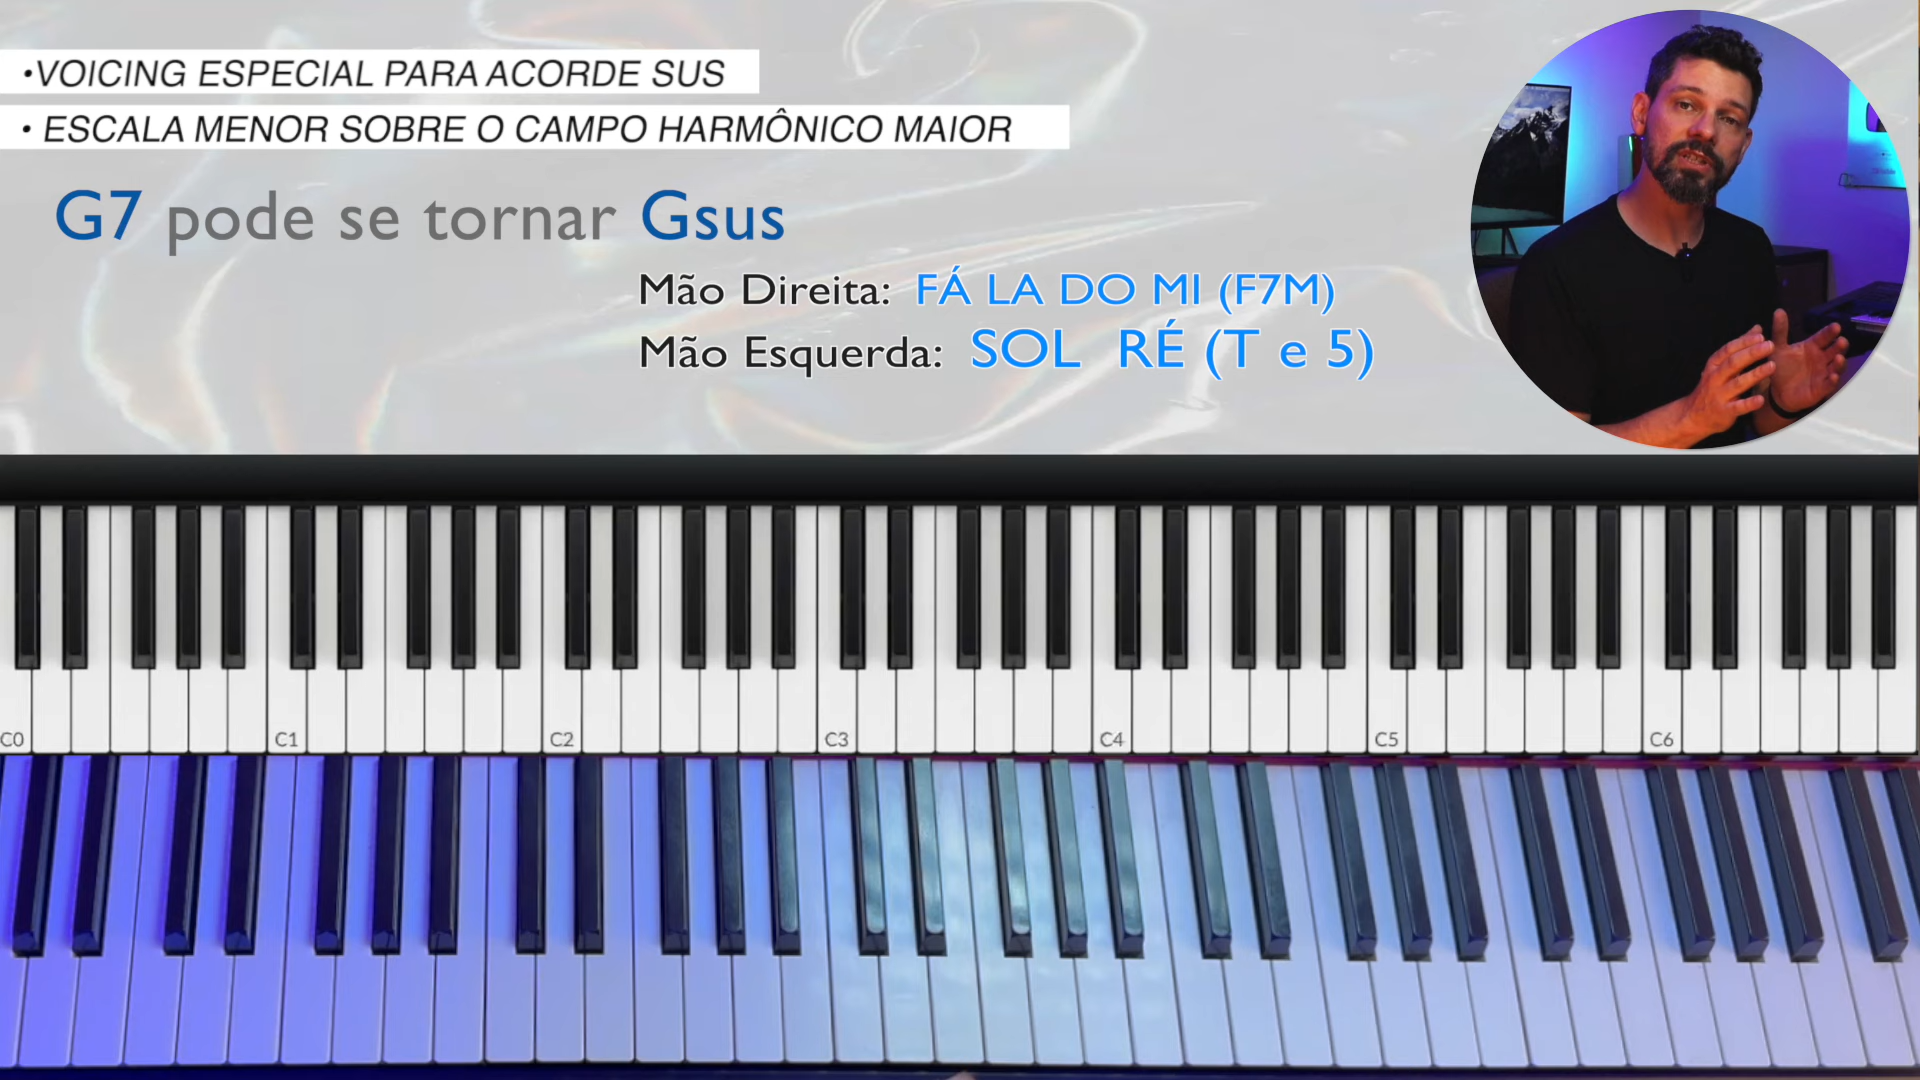 •VOICING ESPECIAL PARA ACORDE SUS
• ESCALA MENOR SOBRE O CAMPO HARMÔNICO MAIOR
G7 pode se tornar Gsus
Mão Direita: FÁ LA DO MI (F7M)
Mão Esquerda: SOL RÉ (T e 5)
C0 C1 C2 C3 C4 C5 C6